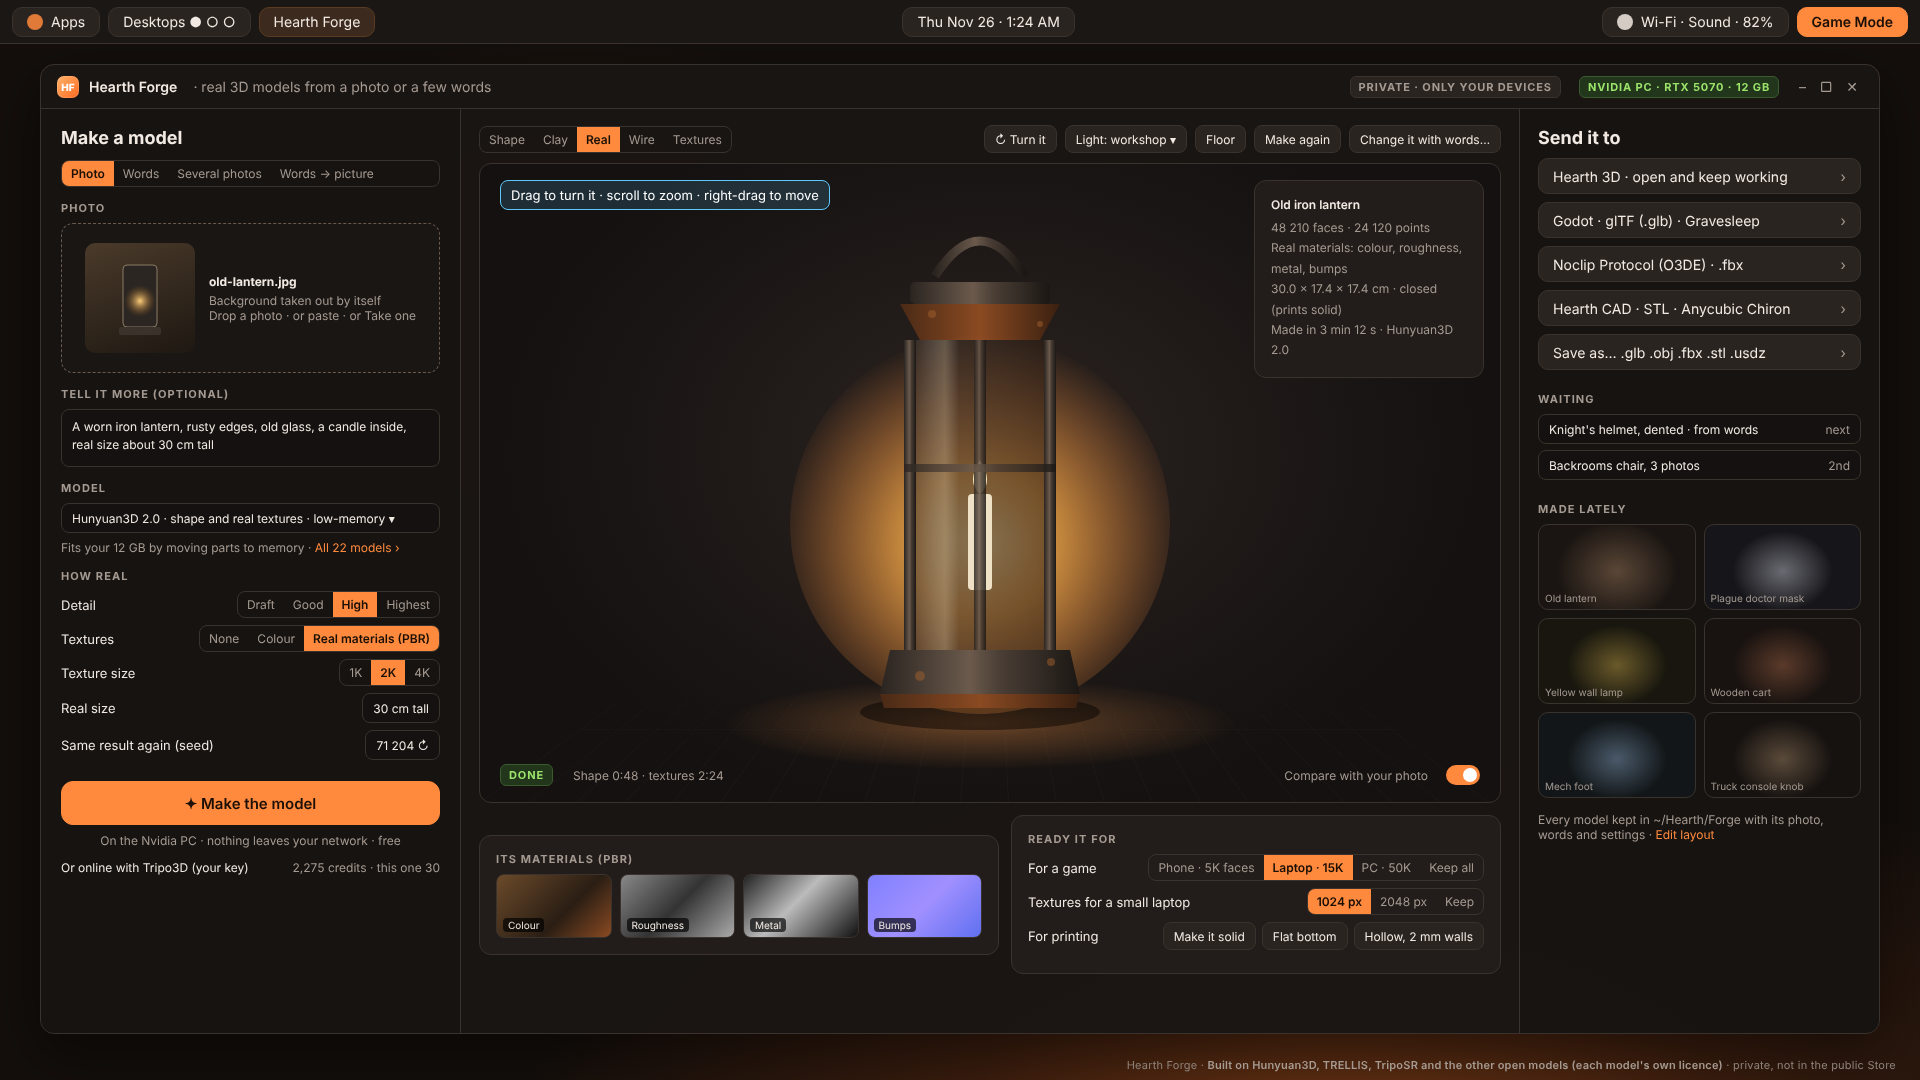 Apps
Desktops
Hearth Forge
Thu Nov 26 · 1:24 AM
Wi-Fi · Sound · 82%
Game Mode
HF
Hearth Forge · real 3D models from a photo or a few words
PRIVATE · ONLY YOUR DEVICES
NVIDIA PC · RTX 5070 · 12 GB
Make a model
Photo Words Several photos Words → picture
PHOTO
old-lantern.jpg
Background taken out by itself
Drop a photo · or paste · or Take one
TELL IT MORE (OPTIONAL)
A worn iron lantern, rusty edges, old glass, a candle inside,
real size about 30 cm tall
MODEL
Hunyuan3D 2.0 · shape and real textures · low-memory ▾
Fits your 12 GB by moving parts to memory · All 22 models ›
HOW REAL
Detail Draft Good High Highest
Textures None Colour Real materials (PBR)
Texture size 1K 2K 4K
Real size 30 cm tall
Same result again (seed) 71 204 ↻
✦ Make the model
On the Nvidia PC · nothing leaves your network · free
Or online with Tripo3D (your key) 2,275 credits · this one 30
Shape Clay Real Wire Textures
↻ Turn it
Light: workshop ▾
Floor
Make again
Change it with words...
Drag to turn it · scroll to zoom · right-drag to move
Old iron lantern
48 210 faces · 24 120 points
Real materials: colour, roughness,
metal, bumps
30.0 × 17.4 × 17.4 cm · closed
(prints solid)
Made in 3 min 12 s · Hunyuan3D
2.0
DONE
Shape 0:48 · textures 2:24
Compare with your photo
ITS MATERIALS (PBR)
Colour
Roughness
Metal
Bumps
READY IT FOR
For a game Phone · 5K faces Laptop · 15K PC · 50K Keep all
Textures for a small laptop 1024 px 2048 px Keep
For printing Make it solid Flat bottom Hollow, 2 mm walls
Send it to
Hearth 3D · open and keep working ›
Godot · glTF (.glb) · Gravesleep ›
Noclip Protocol (O3DE) · .fbx ›
Hearth CAD · STL · Anycubic Chiron ›
Save as... .glb .obj .fbx .stl .usdz ›
WAITING
Knight's helmet, dented · from words next
Backrooms chair, 3 photos 2nd
MADE LATELY
Old lantern
Plague doctor mask
Yellow wall lamp
Wooden cart
Mech foot
Truck console knob
Every model kept in ~/Hearth/Forge with its photo,
words and settings · Edit layout
Hearth Forge · Built on Hunyuan3D, TRELLIS, TripoSR and the other open models (each model's own licence) · private, not in the public Store